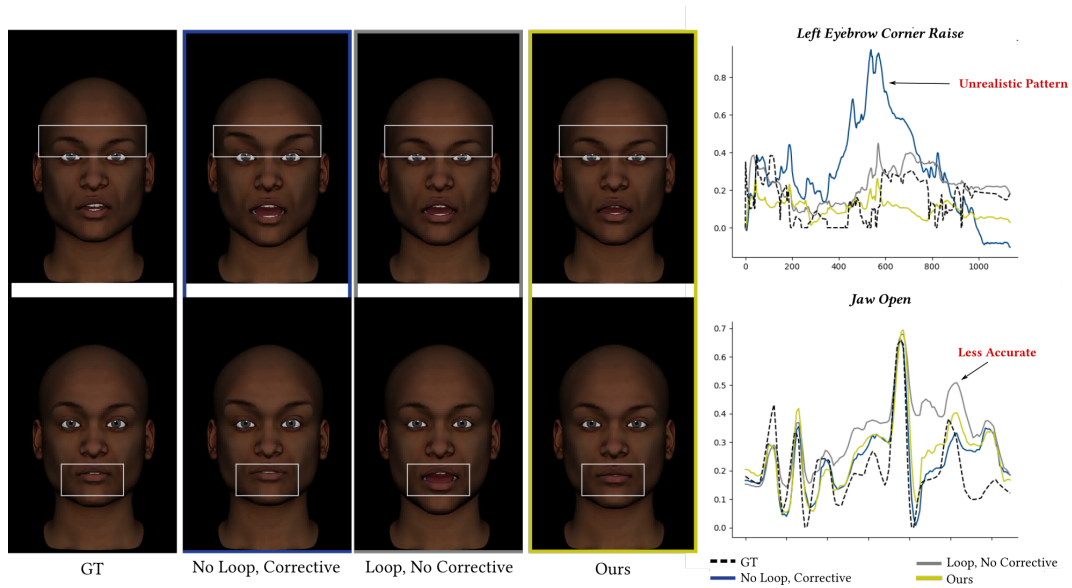 Left Eyebrow Corner Raise
Unrealistic Pattern
0.8
0.6
0.4
0.2
0.0
0 200 400 600 800 1000
Jaw Open
Less Accurate
0.7
0.6
0.5
0.4
0.3
0.2
0.1
0.0
GT
No Loop, Corrective
Loop, No Corrective
Ours
GT
No Loop, Corrective
Loop, No Corrective
Ours